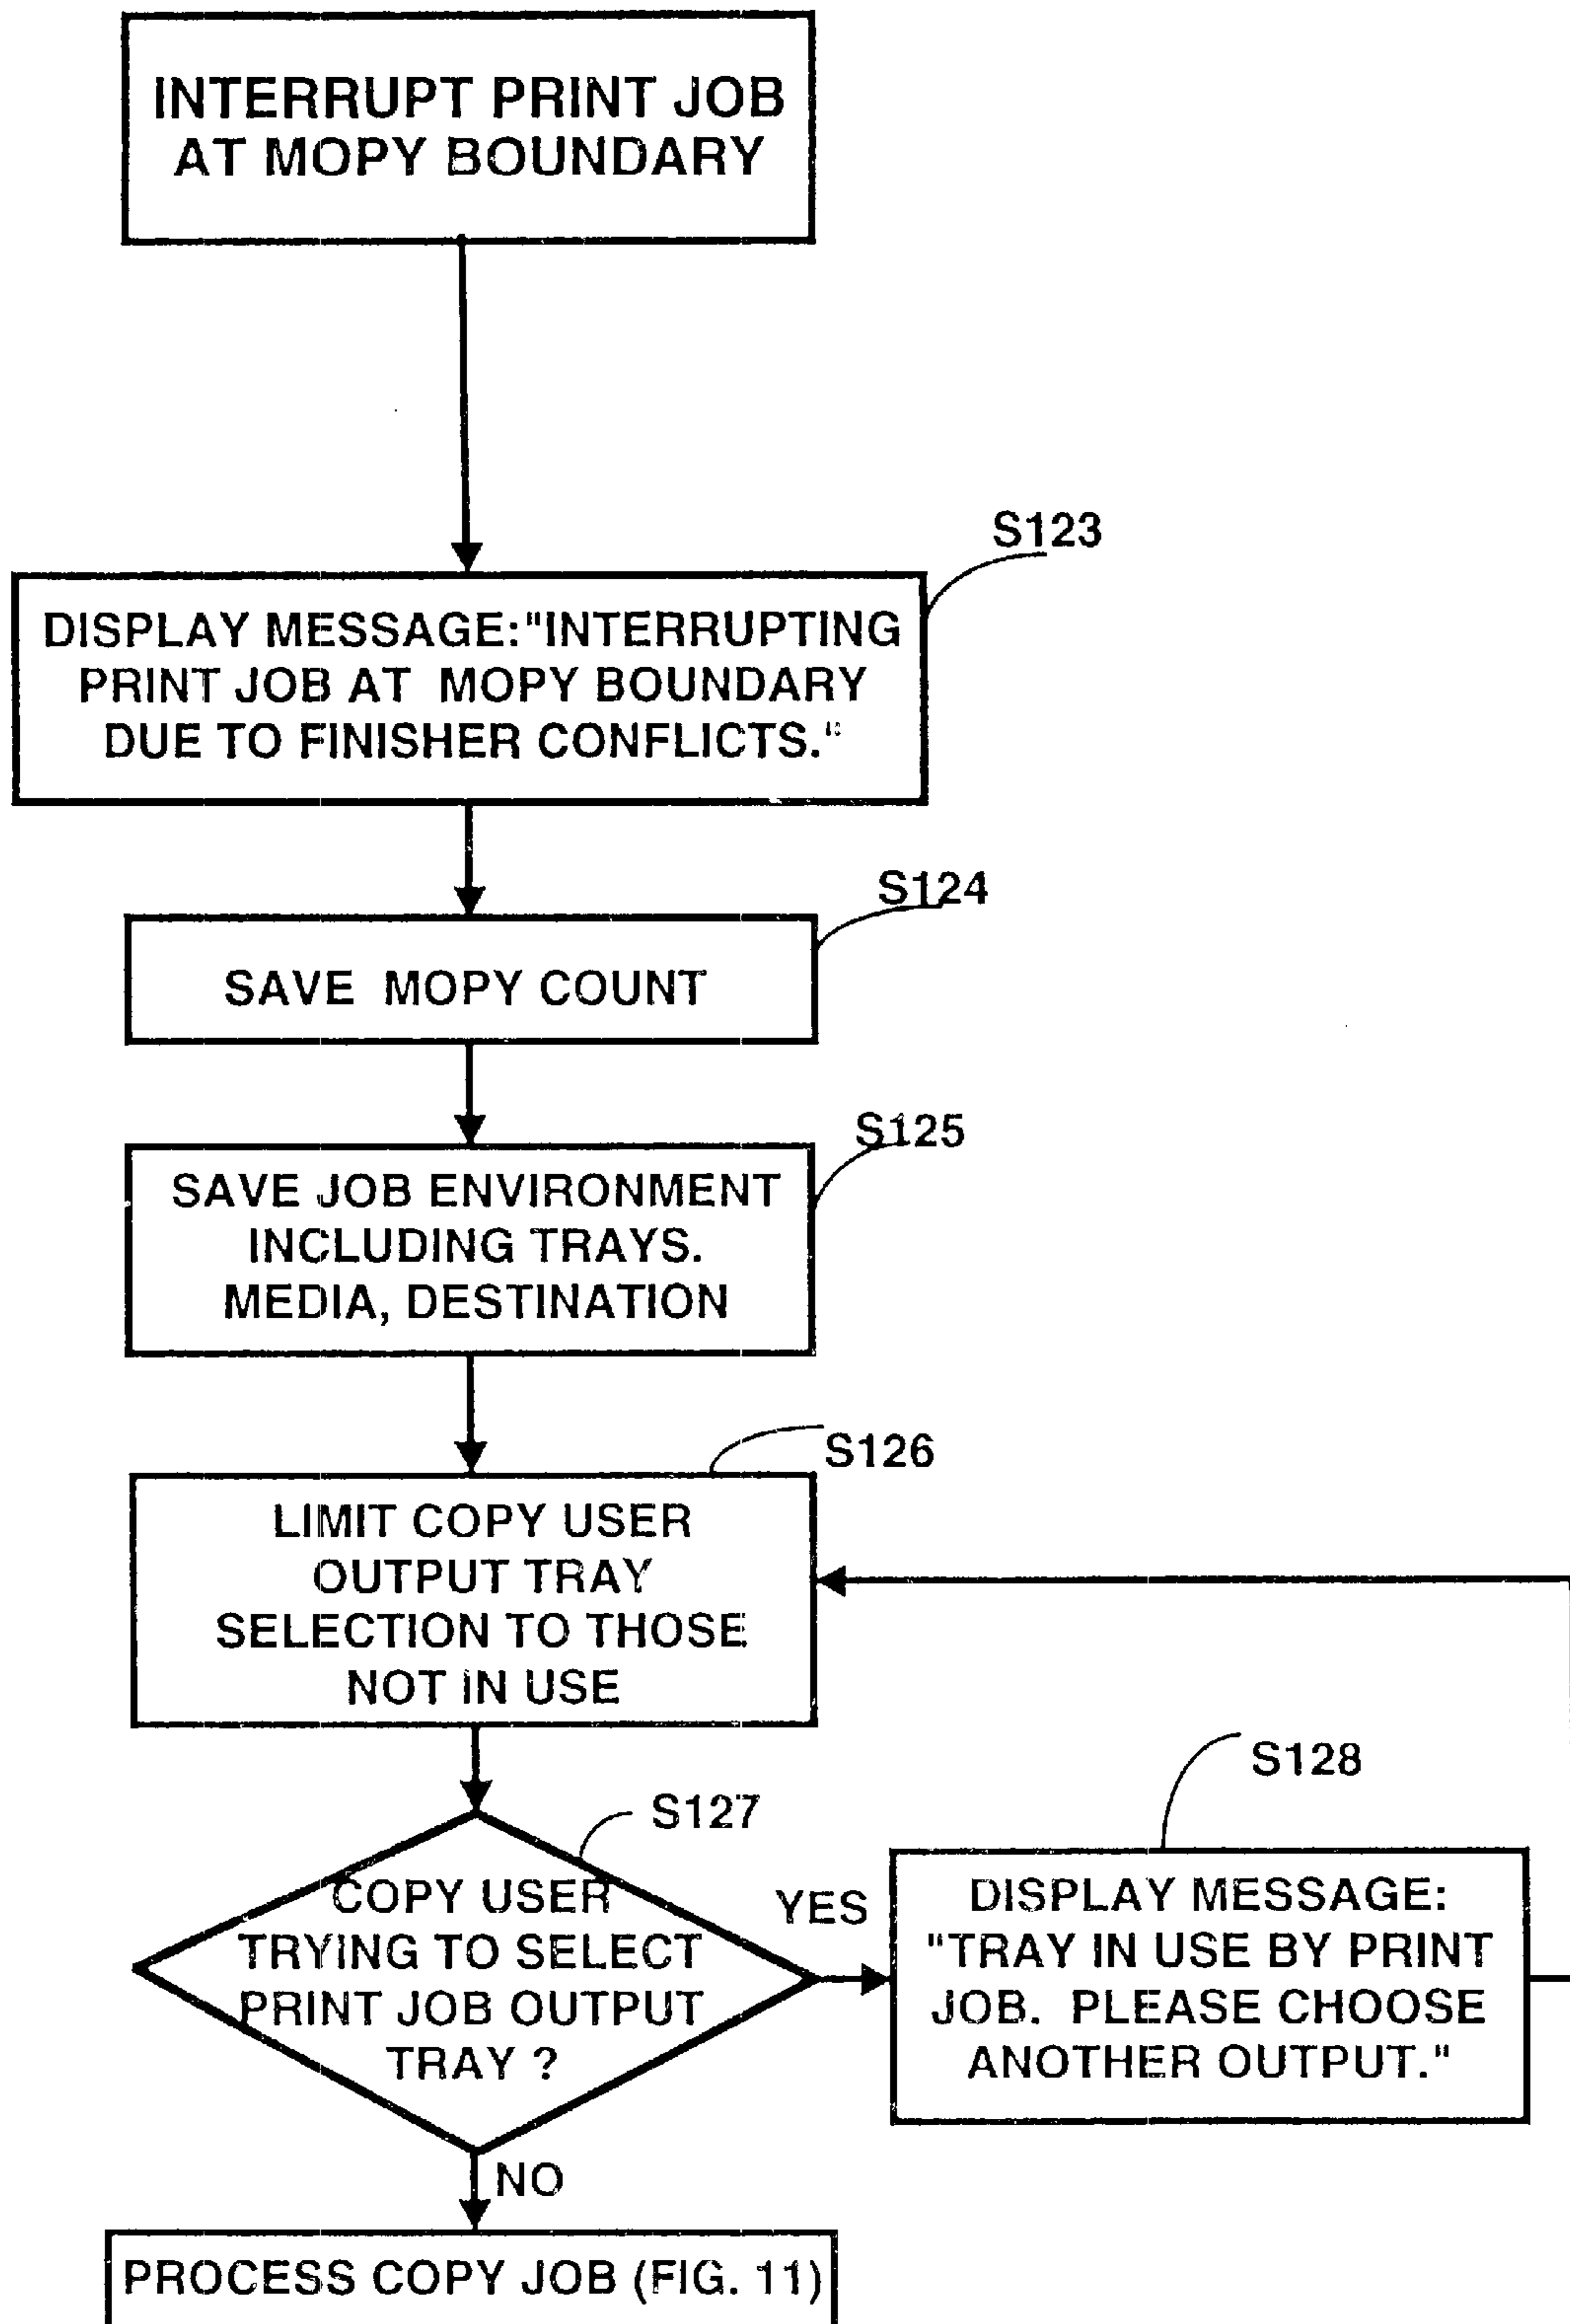 INTERRUPT PRINT JOB
AT MOPY BOUNDARY
S123
DISPLAY MESSAGE:"INTERRUPTING
PRINT JOB AT MOPY BOUNDARY
DUE TO FINISHER CONFLICTS."
S124
SAVE MOPY COUNT
S125
SAVE JOB ENVIRONMENT
INCLUDING TRAYS.
MEDIA, DESTINATION
S126
LIMIT COPY USER
OUTPUT TRAY
SELECTION TO THOSE
NOT IN USE
S127
COPY USER
TRYING TO SELECT
PRINT JOB OUTPUT
TRAY ?
YES
S128
DISPLAY MESSAGE:
"TRAY IN USE BY PRINT
JOB. PLEASE CHOOSE
ANOTHER OUTPUT."
NO
PROCESS COPY JOB (FIG. 11)